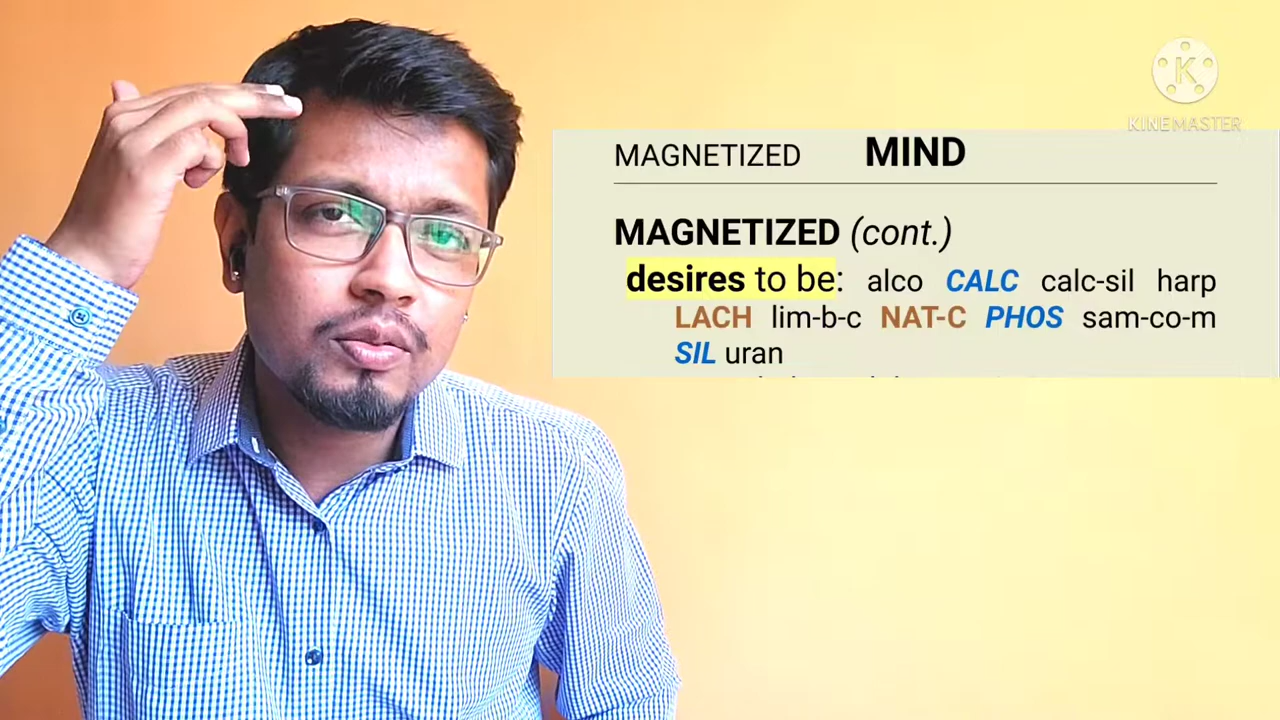 K
KINEMASTER
MAGNETIZED MIND
MAGNETIZED (cont.)
desires to be: alco CALC calc-sil harp
LACH lim-b-c NAT-C PHOS sam-co-m
SIL uran